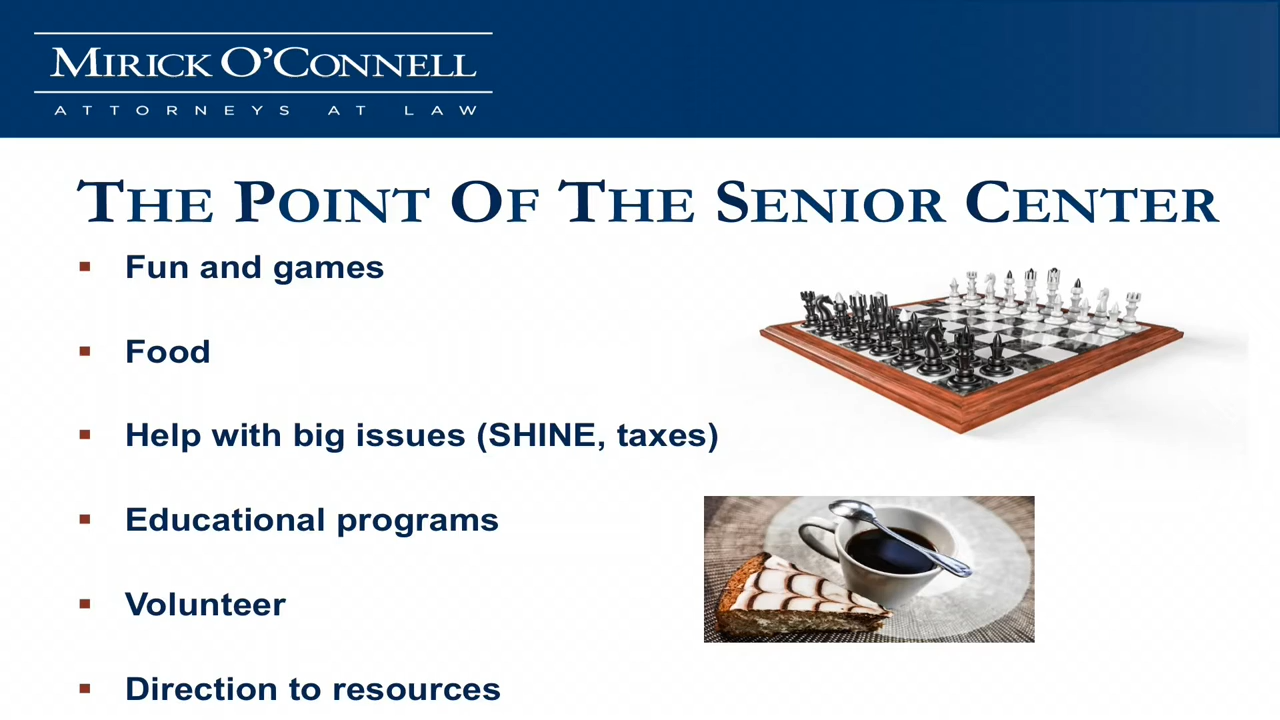 MIRICK O'CONNELL
ATTORNEYS AT LAW
THE POINT OF THE SENIOR CENTER
▪ Fun and games
▪ Food
▪ Help with big issues (SHINE, taxes)
▪ Educational programs
▪ Volunteer
▪ Direction to resources